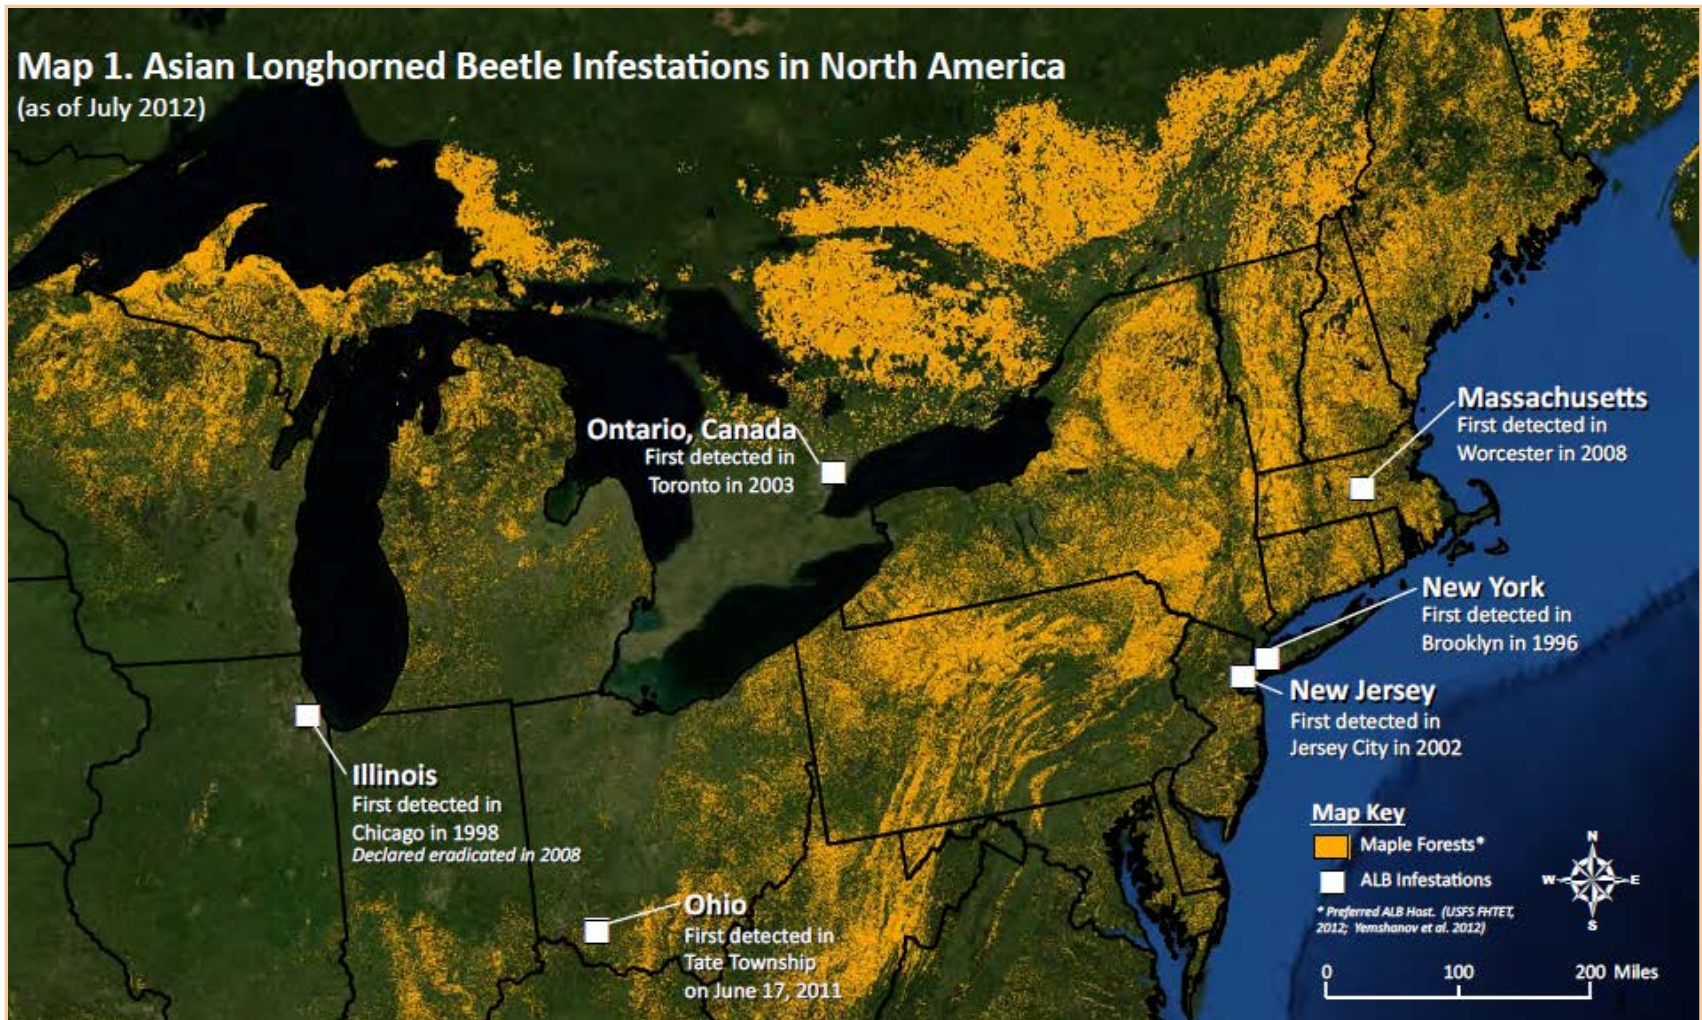 Map 1. Asian Longhorned Beetle Infestations in North America
(as of July 2012)
Ontario, Canada
First detected in
Toronto in 2003
Massachusetts
First detected in
Worcester in 2008
New York
First detected in
Brooklyn in 1996
New Jersey
First detected in
Jersey City in 2002
Illinois
First detected in
Chicago in 1998
Declared eradicated in 2008
Ohio
First detected in
Tate Township
on June 17, 2011
Map Key
Maple Forests*
ALB Infestations
* Preferred ALB Host. (USFS FHTET,
2012; Yemshanov et al. 2012)
N
W E
S
0 100 200 Miles